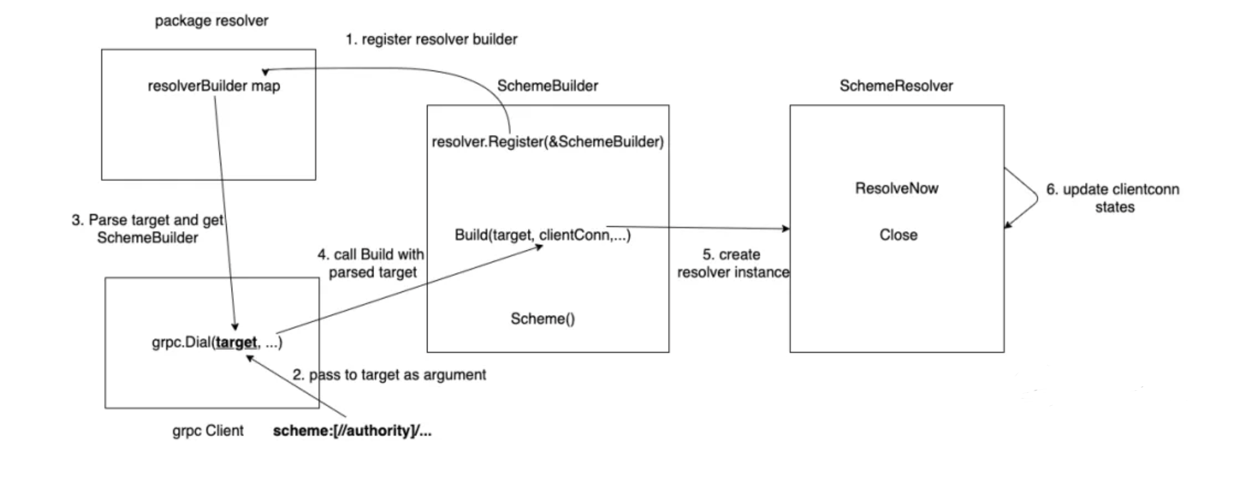 package resolver
1. register resolver builder
resolverBuilder map
SchemeBuilder
SchemeResolver
resolver.Register(&SchemeBuilder)
ResolveNow
6. update clientconn
states
3. Parse target and get
SchemeBuilder
Build(target, clientConn,...)
Close
4. call Build with
parsed target
5. create
resolver instance
Scheme()
grpc.Dial(target, ...)
2. pass to target as argument
grpc Client
scheme:[//authority]/...